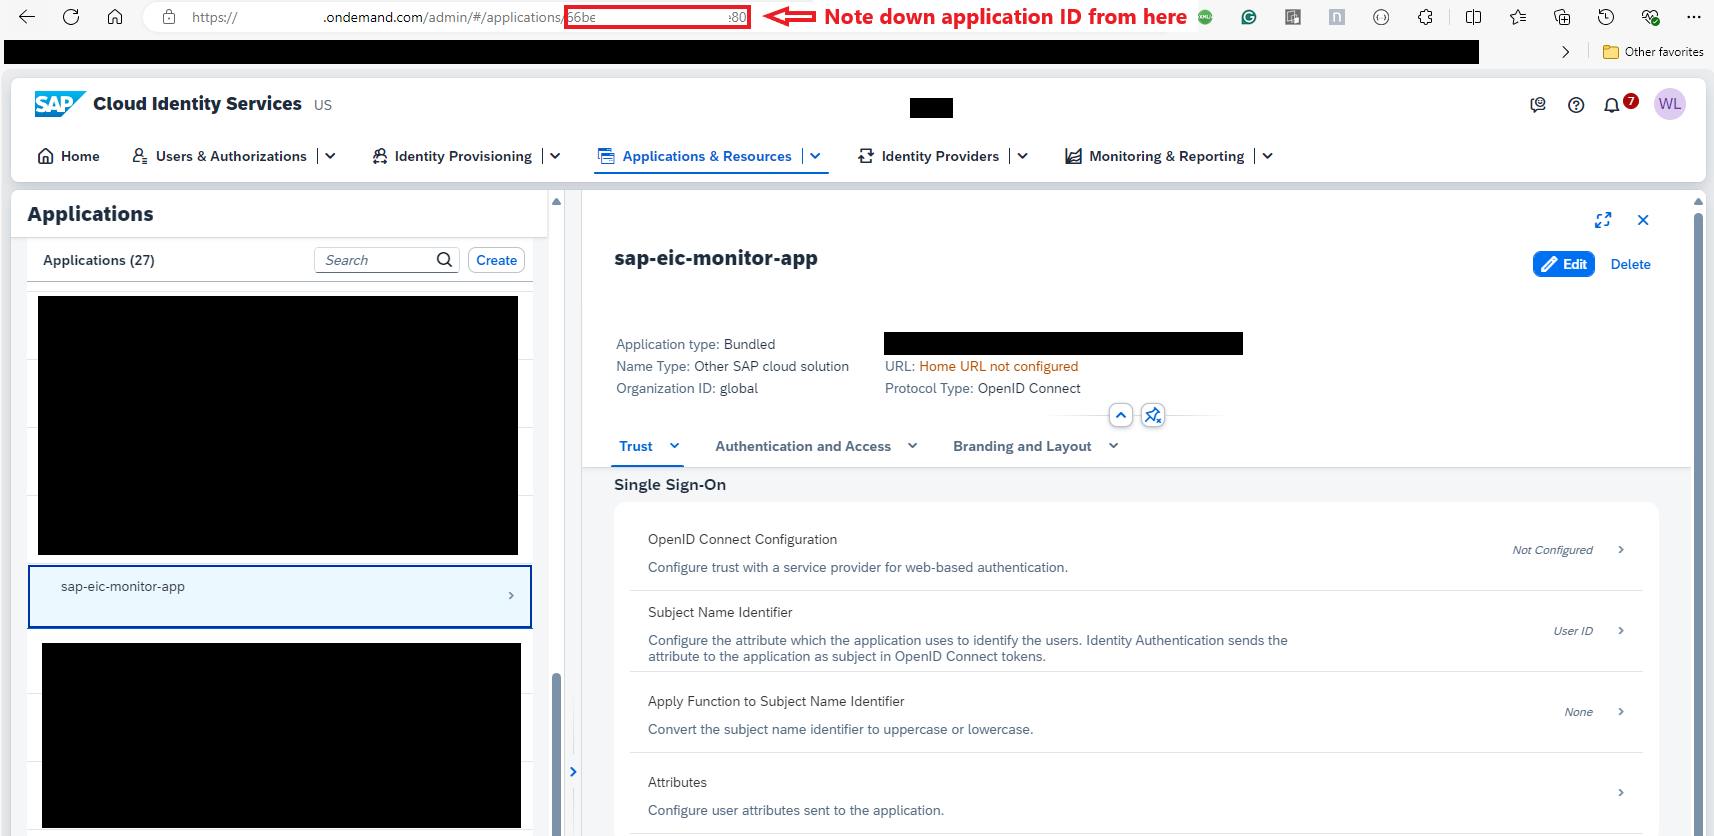 https:// .ondemand.com/admin/#/applications/66be e80
Note down application ID from here
Other favorites
SAP Cloud Identity Services US
7
WL
Home
Users & Authorizations
Identity Provisioning
Applications & Resources
Identity Providers
Monitoring & Reporting
Applications
Applications (27)
Search
Create
sap-eic-monitor-app
sap-eic-monitor-app
Edit
Delete
Application type: Bundled
Name Type: Other SAP cloud solution
URL: Home URL not configured
Organization ID: global
Protocol Type: OpenID Connect
Trust
Authentication and Access
Branding and Layout
Single Sign-On
OpenID Connect Configuration
Configure trust with a service provider for web-based authentication.
Not Configured
Subject Name Identifier
Configure the attribute which the application uses to identify the users. Identity Authentication sends the
attribute to the application as subject in OpenID Connect tokens.
User ID
Apply Function to Subject Name Identifier
Convert the subject name identifier to uppercase or lowercase.
None
Attributes
Configure user attributes sent to the application.